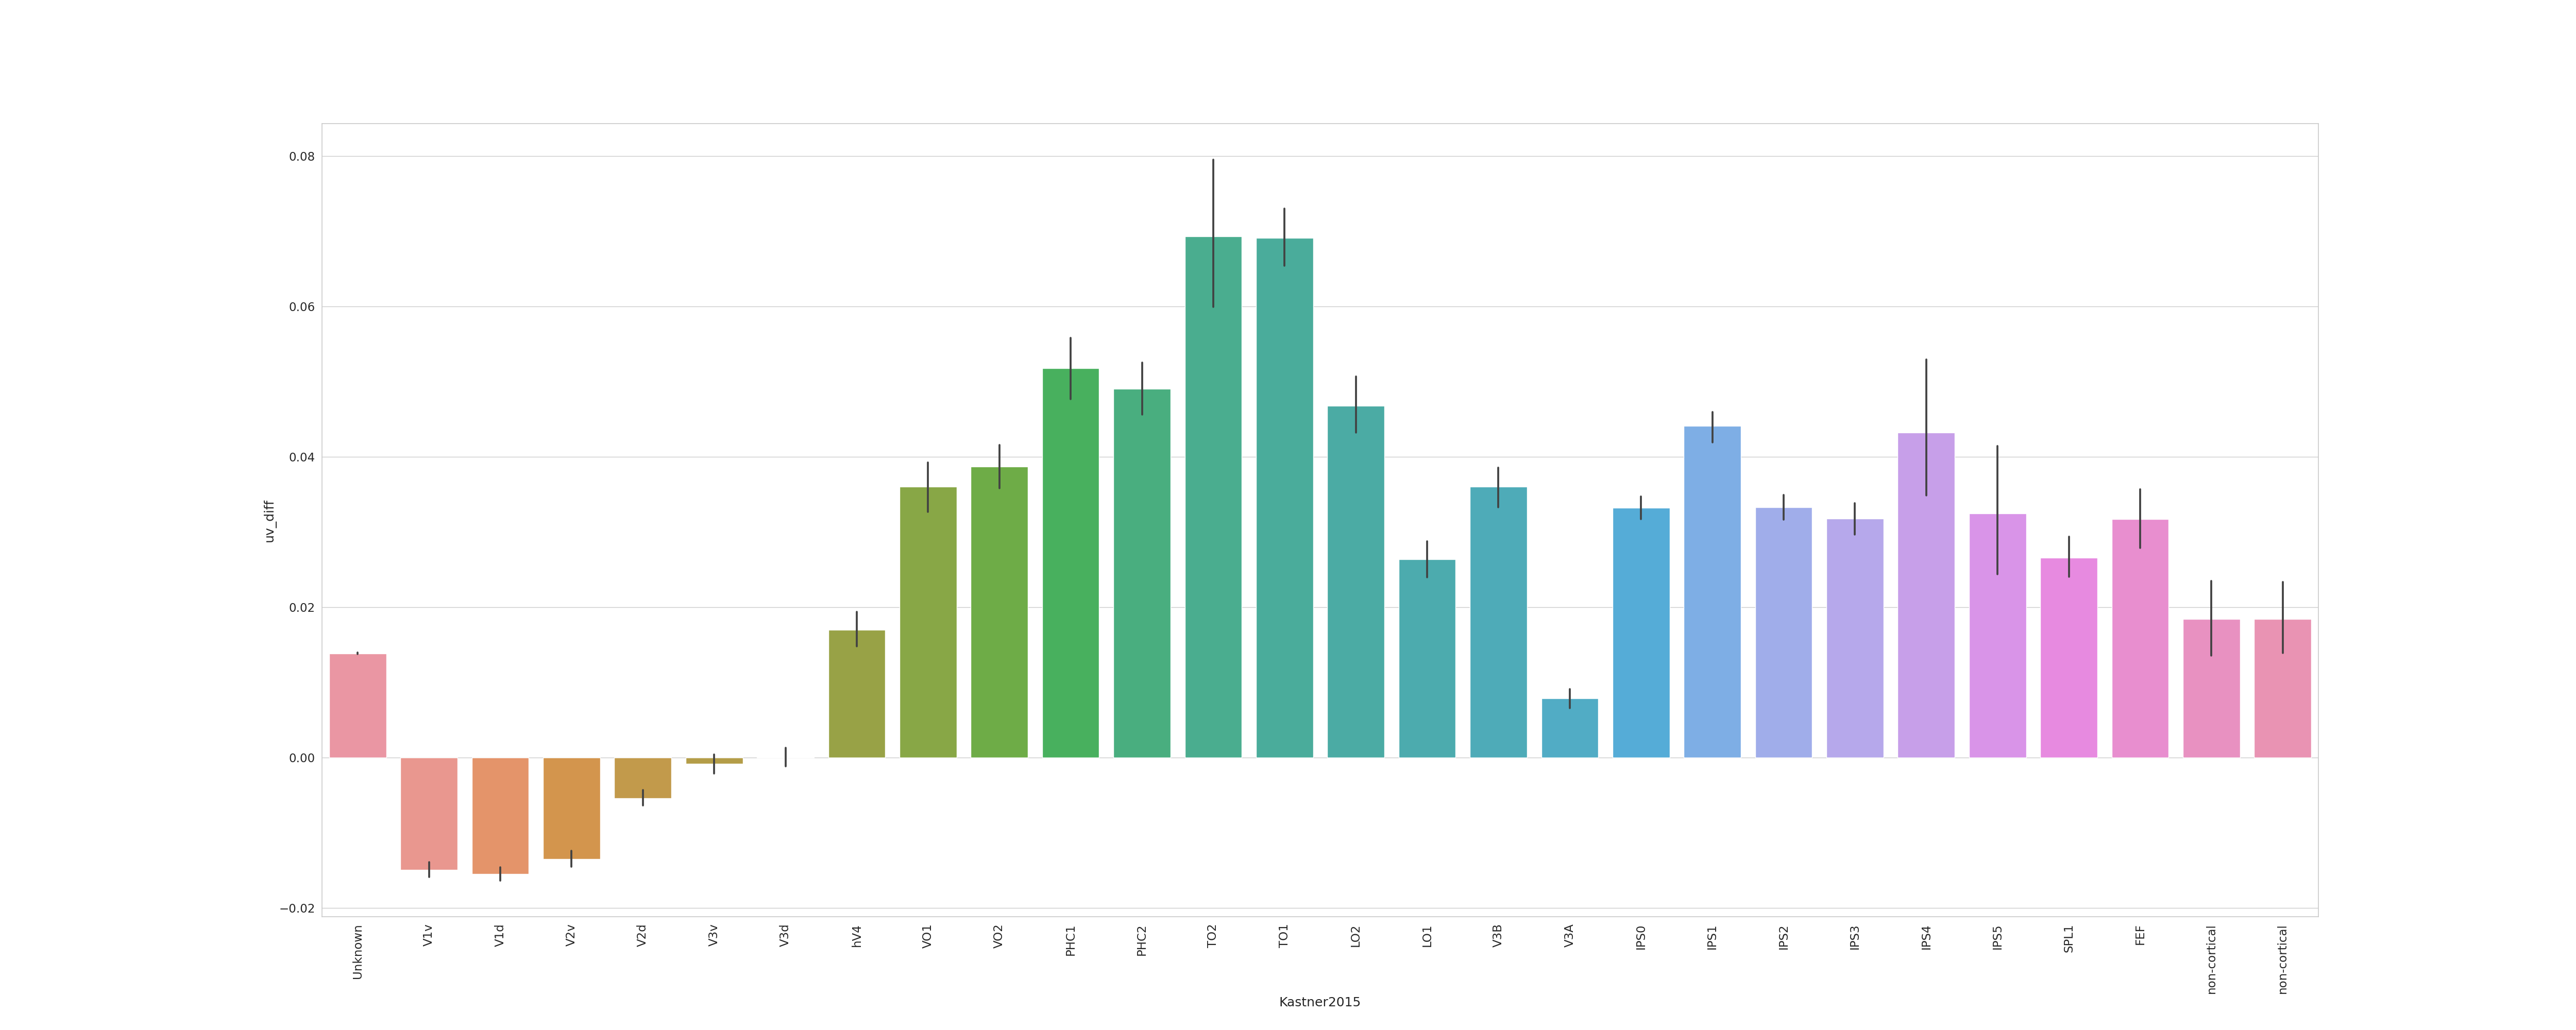 0.08
0.06
0.04
0.02
0.00
−0.02
uv_diff
Unknown
V1v
V1d
V2v
V2d
V3v
V3d
hV4
VO1
VO2
PHC1
PHC2
TO2
TO1
LO2
LO1
V3B
V3A
IPS0
IPS1
IPS2
IPS3
IPS4
IPS5
SPL1
FEF
non-cortical
non-cortical
Kastner2015